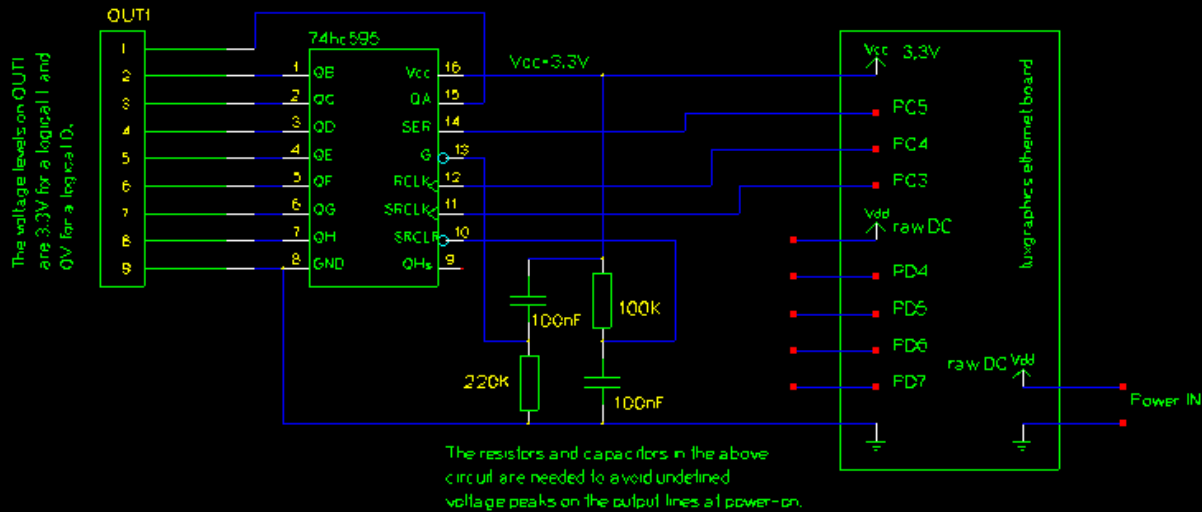 OUT1
The voltage levels on OUT1
are 3.3V for a logical 1 and
0V for a logical 0.
1
2
3
4
5
6
7
8
9
74hc595
1 QB
2 QC
3 QD
4 QE
5 QF
6 QG
7 QH
8 GND
Vcc 16
QA 15
SER 14
G 13
RCLK 12
SRCLK 11
SRCLR 10
QHs 9
Vcc=3.3V
100nF
100K
220K
100nF
Vcc 3.3V
PC5
PC4
PC3
Vdd raw DC
PD4
PD5
PD6
PD7
raw DC Vdd
Power IN
tuxgraphics ethernet board
The resistors and capacitors in the above
circuit are needed to avoid undefined
voltage peaks on the output lines at power-on.